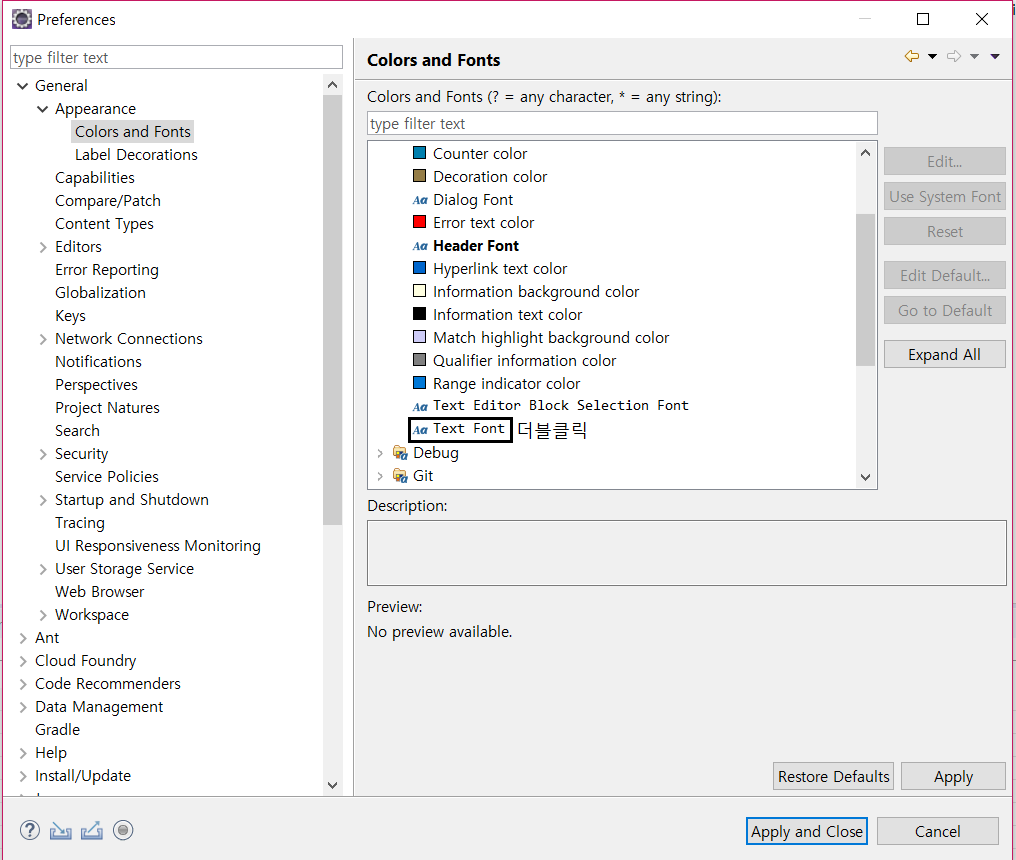 Preferences
type filter text
General
Appearance
Colors and Fonts
Label Decorations
Capabilities
Compare/Patch
Content Types
Editors
Error Reporting
Globalization
Keys
Network Connections
Notifications
Perspectives
Project Natures
Search
Security
Service Policies
Startup and Shutdown
Tracing
UI Responsiveness Monitoring
User Storage Service
Web Browser
Workspace
Ant
Cloud Foundry
Code Recommenders
Data Management
Gradle
Help
Install/Update
Colors and Fonts
Colors and Fonts (? = any character, * = any string):
type filter text
Counter color
Decoration color
Aa Dialog Font
Error text color
Aa Header Font
Hyperlink text color
Information background color
Information text color
Match highlight background color
Qualifier information color
Range indicator color
Aa Text Editor Block Selection Font
Aa Text Font 더블클릭
Debug
Git
Edit...
Use System Font
Reset
Edit Default...
Go to Default
Expand All
Description:
Preview:
No preview available.
Restore Defaults
Apply
Apply and Close
Cancel